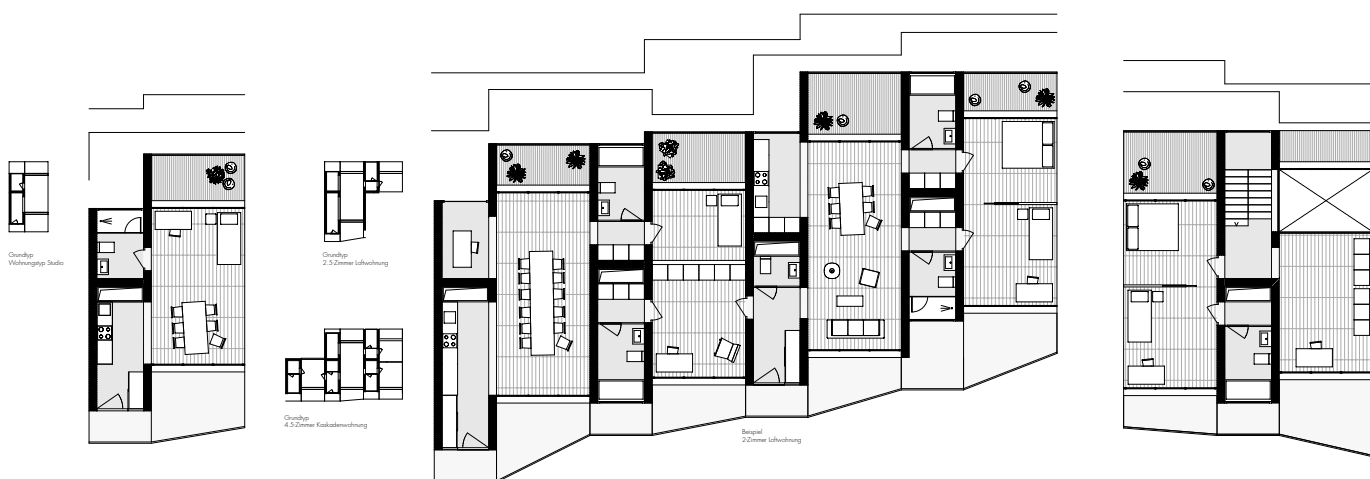 Grundtyp
Wohnungstyp Studio
Grundtyp
2.5-Zimmer Loftwohnung
Grundtyp
4.5-Zimmer Kaskadenwohnung
Beispiel
2-Zimmer Loftwohnung